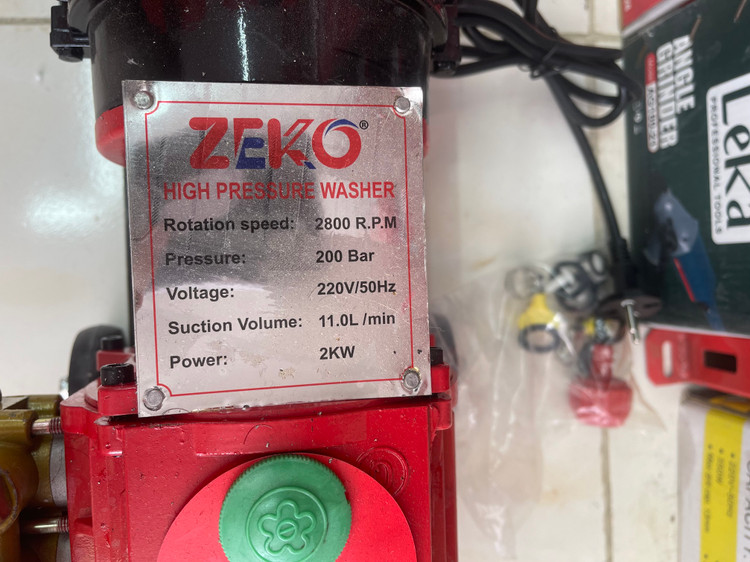 ZEKO®
HIGH PRESSURE WASHER
Rotation speed: 2800 R.P.M
Pressure: 200 Bar
Voltage: 220V/50Hz
Suction Volume: 11.0L /min
Power: 2KW
ANGLE
GRINDER
Leka
PROFESSIONAL TOOLS